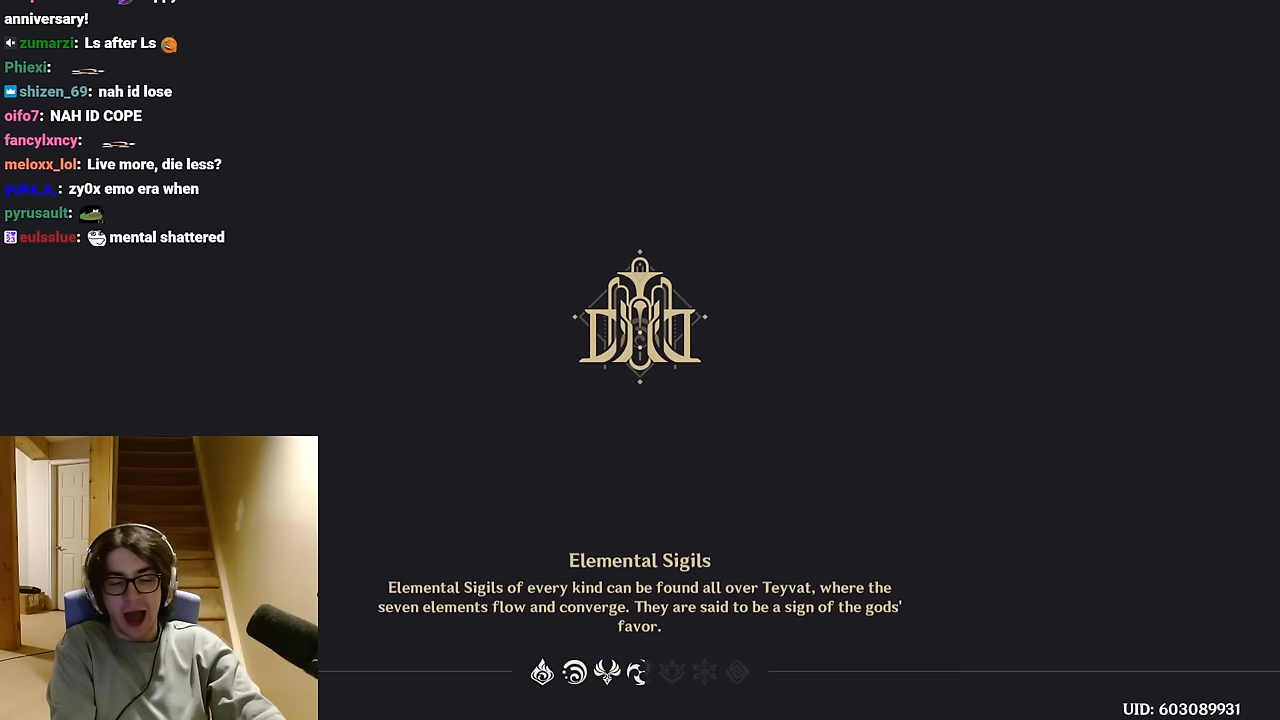 anniversary!
zumarzi: Ls after Ls
Phiexi:
shizen_69: nah id lose
oifo7: NAH ID COPE
fancylxncy:
meloxx_lol: Live more, die less?
zy0x emo era when
pyrusault:
eulsslue: mental shattered
Elemental Sigils
Elemental Sigils of every kind can be found all over Teyvat, where the
seven elements flow and converge. They are said to be a sign of the gods'
favor.
UID: 603089931